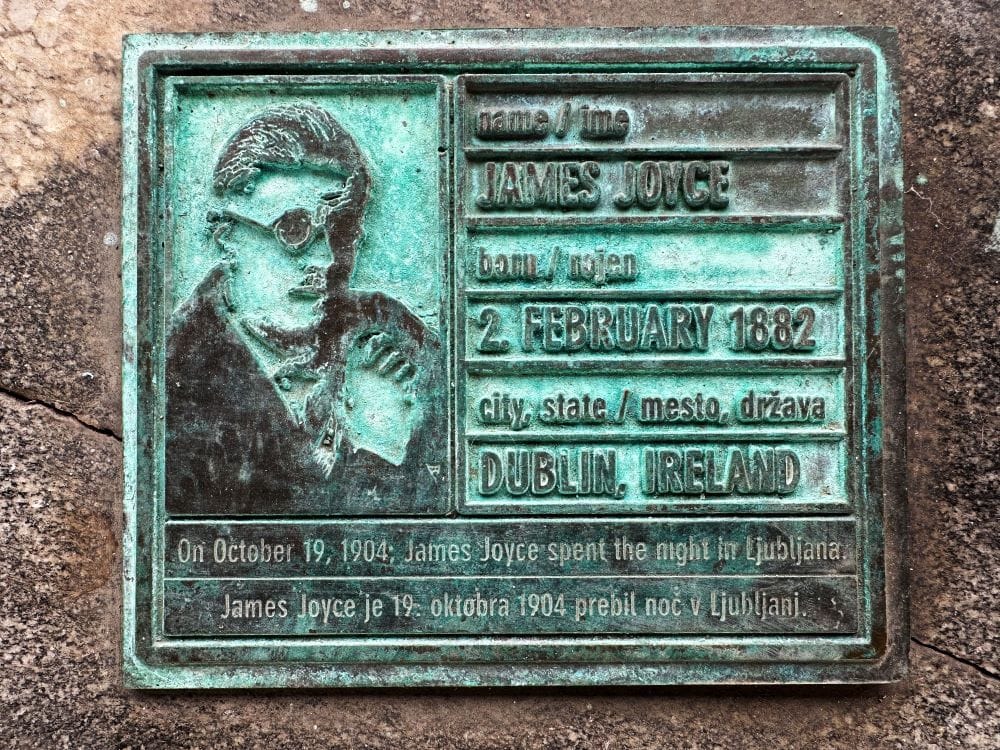 name / ime
JAMES JOYCE
born / rojen
2. FEBRUARY 1882
city, state / mesto, država
DUBLIN, IRELAND
On October 19, 1904, James Joyce spent the night in Ljubljana.
James Joyce je 19. oktobra 1904 prebil noč v Ljubljani.